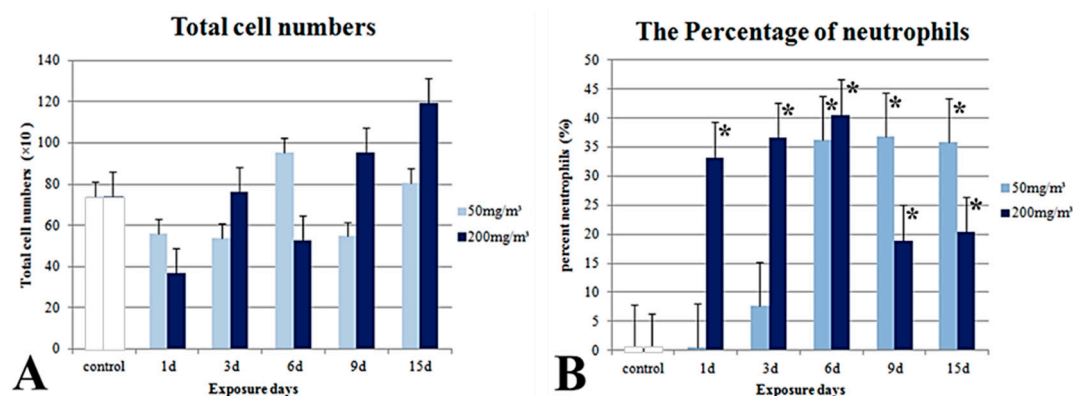 Total cell numbers
Total cell numbers (×10 )
140
120
100
80
60
40
20
0
control 1d 3d 6d 9d 15d
Exposure days
50mg/m³
200mg/m³
A
The Percentage of neutrophils
percent neutrophils (%)
50
45
40
35
30
25
20
15
10
5
0
* * * * * * * *
control 1d 3d 6d 9d 15d
Exposure days
50mg/m³
200mg/m³
B